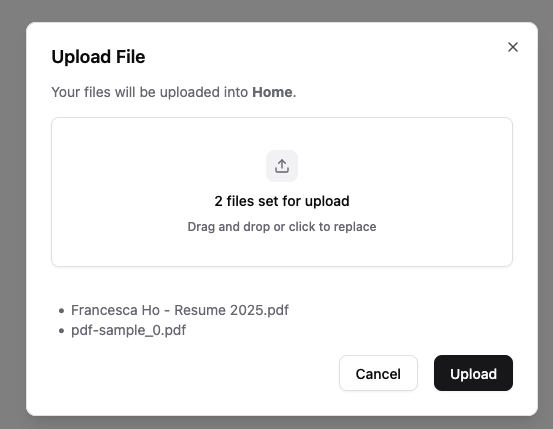 Upload File
Your files will be uploaded into Home.
2 files set for upload
Drag and drop or click to replace
Francesca Ho - Resume 2025.pdf
pdf-sample_0.pdf
Cancel
Upload